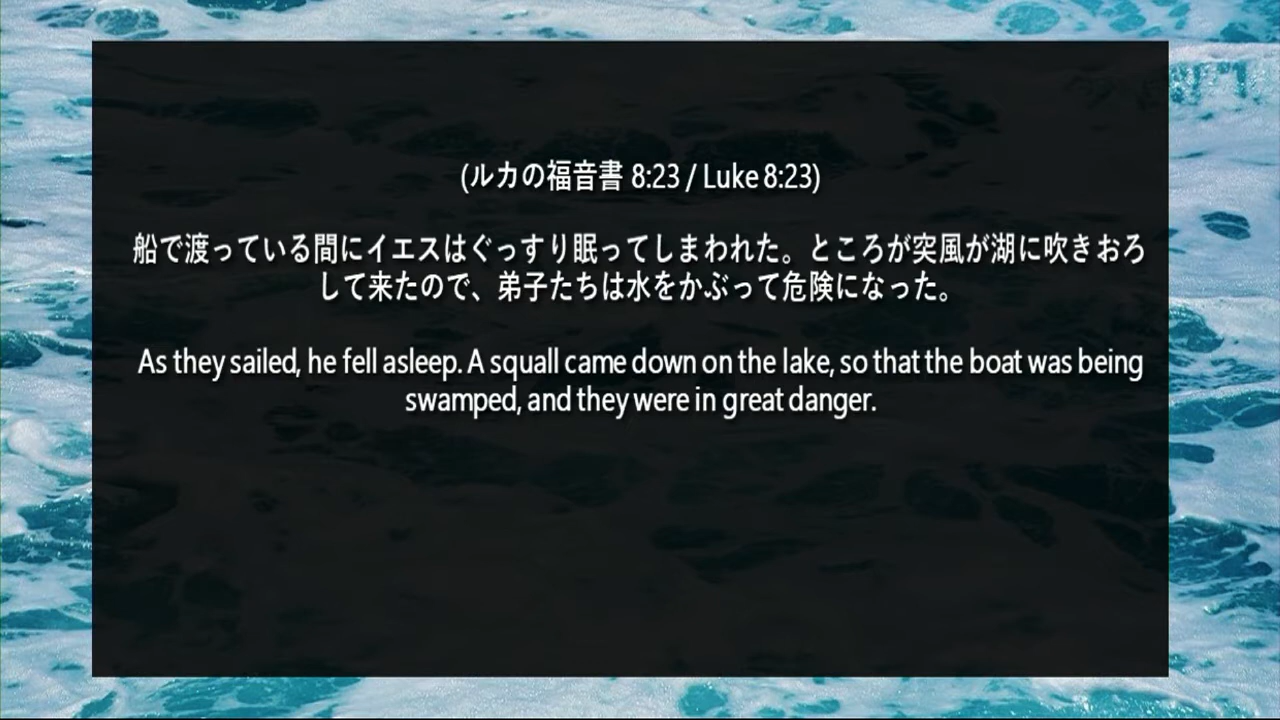 (ルカの福音書 8:23 / Luke 8:23)
船で渡っている間にイエスはぐっすり眠ってしまわれた。ところが突風が湖に吹きおろ
して来たので、弟子たちは水をかぶって危険になった。
As they sailed, he fell asleep. A squall came down on the lake, so that the boat was being
swamped, and they were in great danger.